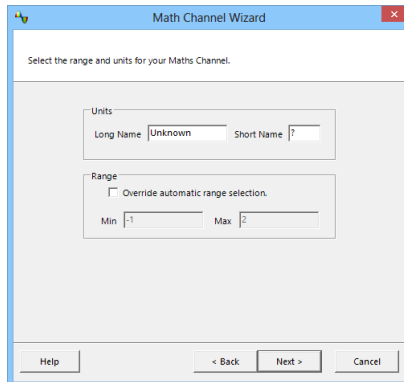 Math Channel Wizard
Select the range and units for your Maths Channel.
Units
Long Name Unknown Short Name ?
Range
Override automatic range selection.
Min -1 Max 2
Help < Back Next > Cancel